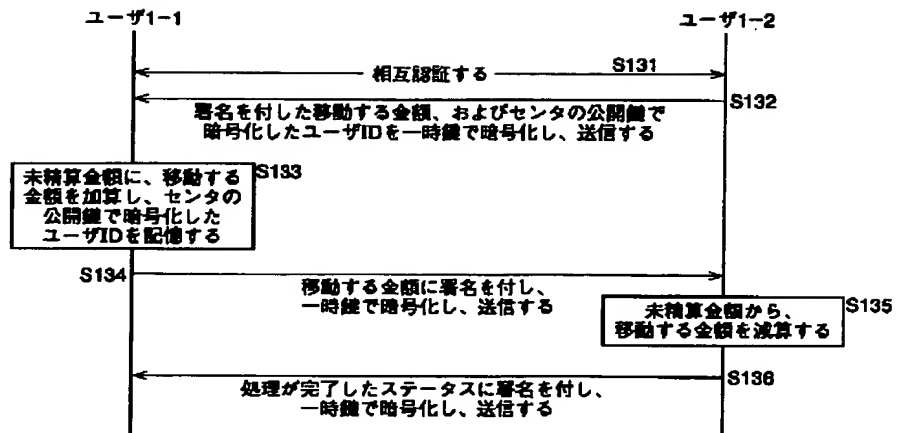 ユーザ1-1
ユーザ1-2
相互認証する
S131
S132
署名を付した移動する金額、およびセンタの公開鍵で
暗号化したユーザIDを一時鍵で暗号化し、送信する
S133
未精算金額に、移動する
金額を加算し、センタの
公開鍵で暗号化した
ユーザIDを記憶する
S134
移動する金額に署名を付し、
一時鍵で暗号化し、送信する
S135
未精算金額から、
移動する金額を減算する
S136
処理が完了したステータスに署名を付し、
一時鍵で暗号化し、送信する